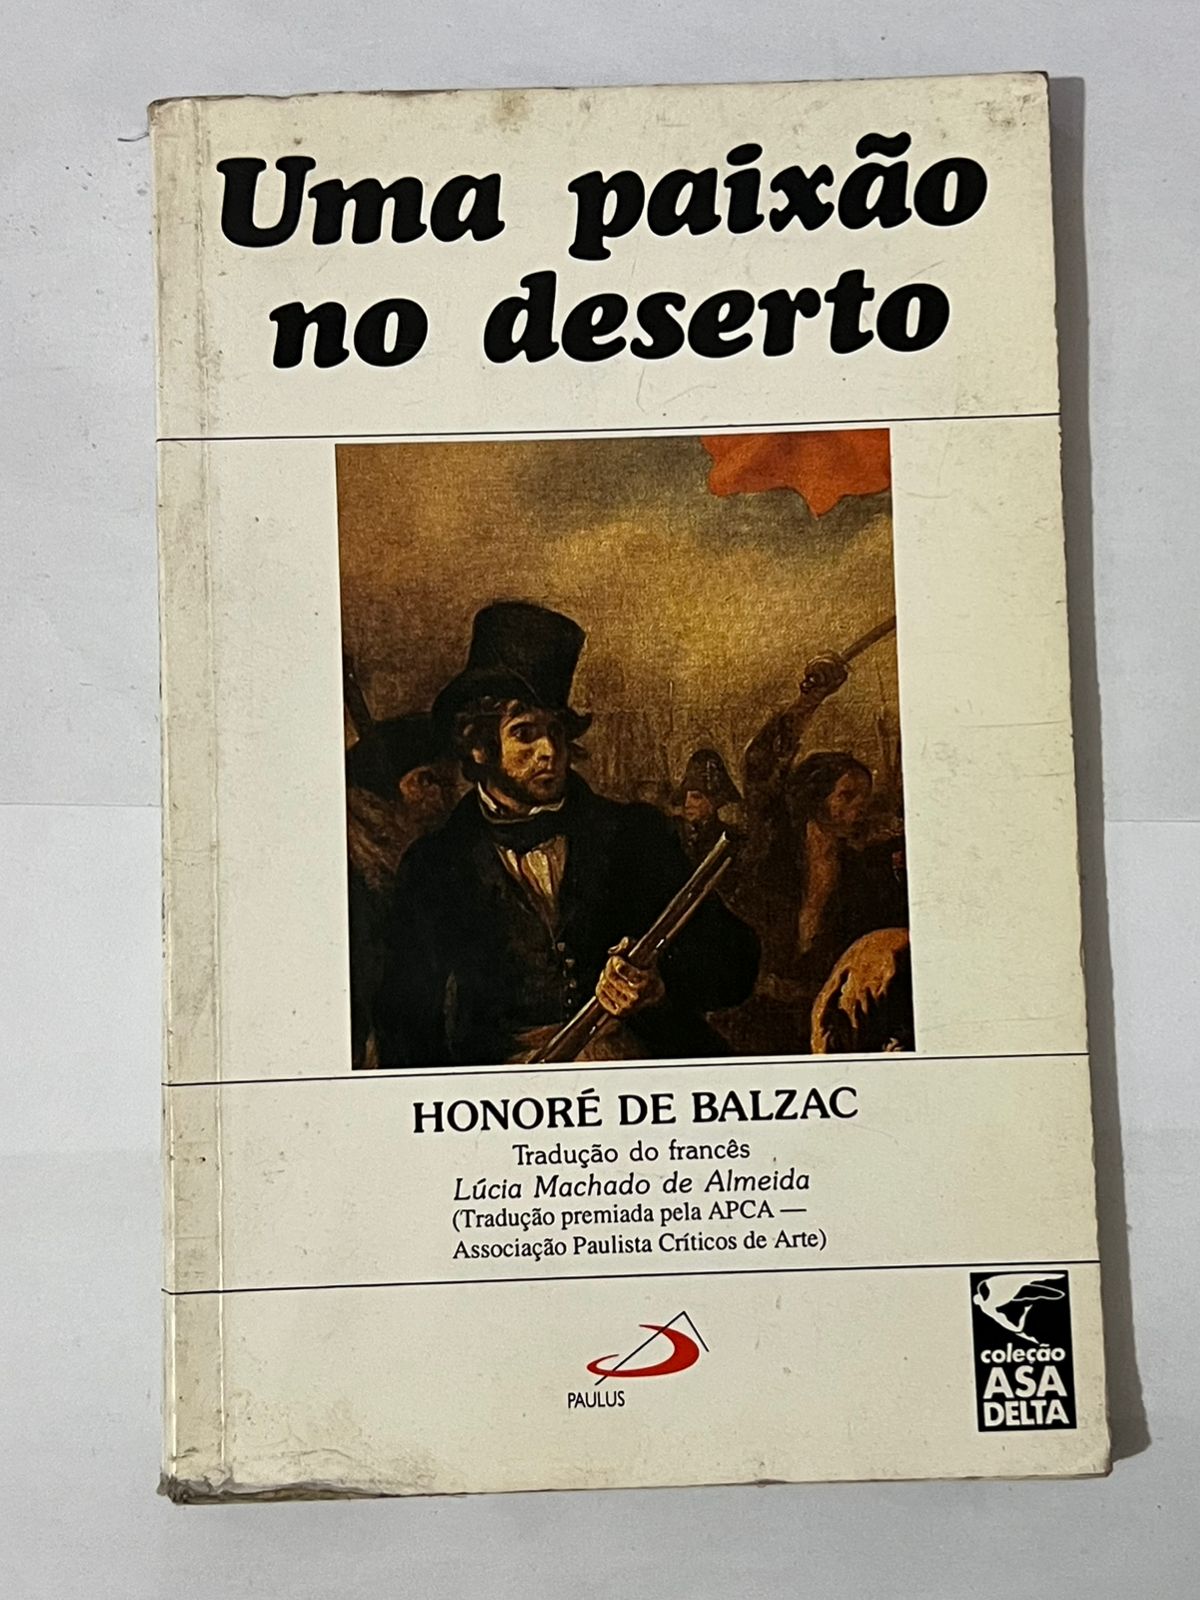 Uma paixão
no deserto
HONORÉ DE BALZAC
Tradução do francês
Lúcia Machado de Almeida
(Tradução premiada pela APCA —
Associação Paulista Críticos de Arte)
PAULUS
coleção
ASA
DELTA